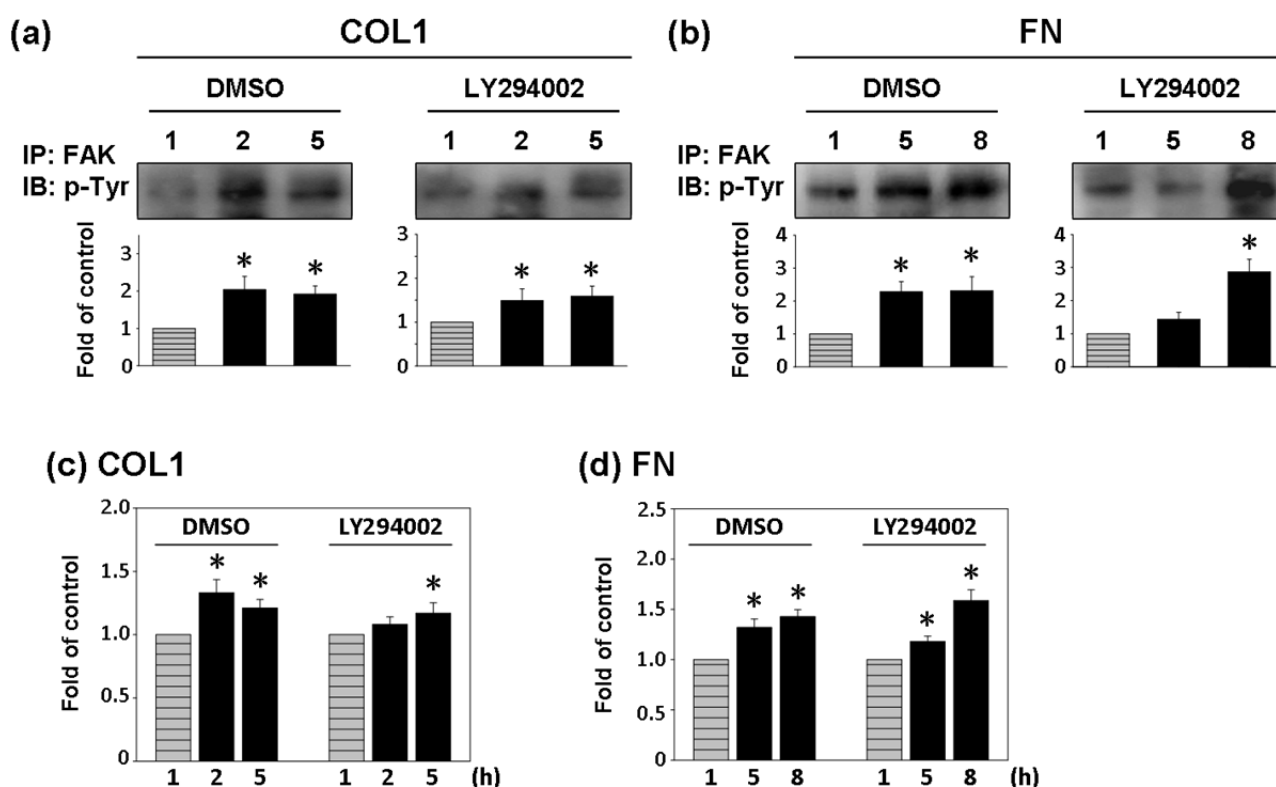 (a) COL1
DMSO LY294002
1 2 5 1 2 5
IP: FAK
IB: p-Tyr
Fold of control
3
2
1
0
* *
3
2
1
0
* *
(b) FN
DMSO LY294002
1 5 8 1 5 8
IP: FAK
IB: p-Tyr
Fold of control
4
3
2
1
0
* *
4
3
2
1
0
*
(c) COL1
Fold of control
2.0
1.5
1.0
0.5
0
DMSO LY294002
* * *
1 2 5 1 2 5 (h)
(d) FN
Fold of control
2.5
2.0
1.5
1.0
0.5
0
DMSO LY294002
* * * *
1 5 8 1 5 8 (h)